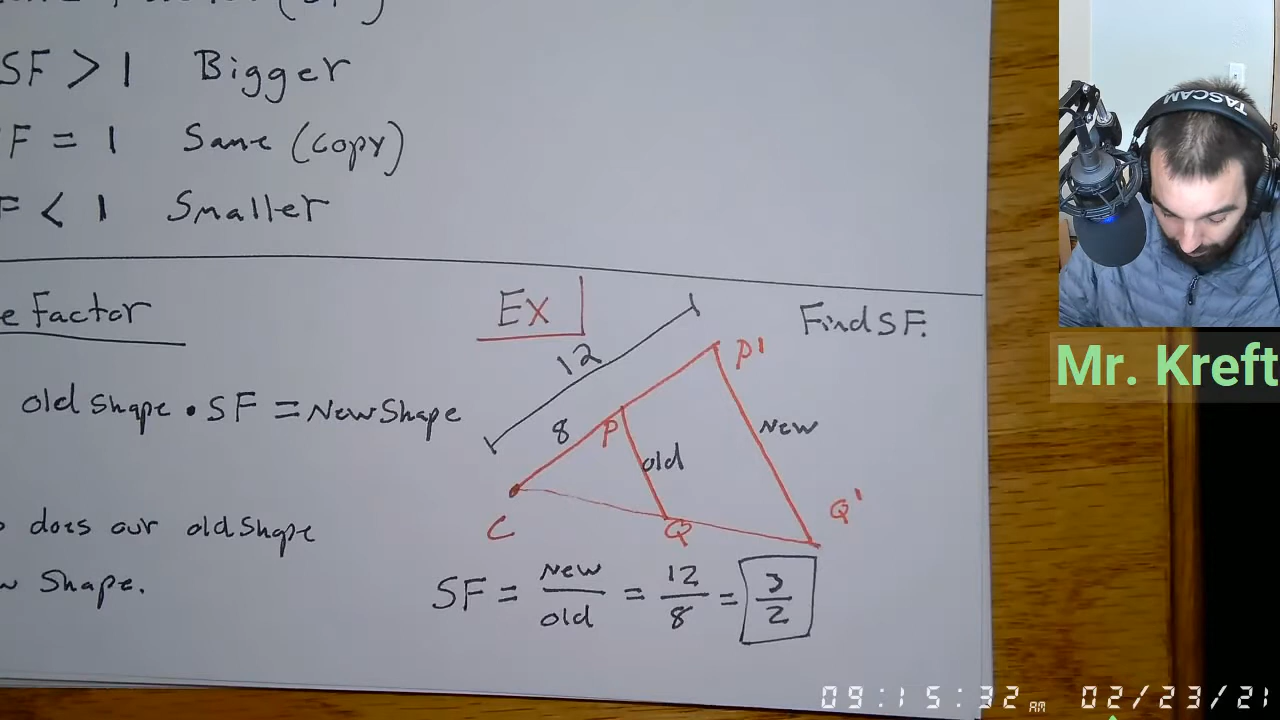 SF > 1 Bigger
F = 1 Same (copy)
F < 1 Smaller
e Factor
old shape • SF = New Shape
does our old shape
Shape.
Ex
Find SF.
12
8
P'
P
New
old
C
Q
Q'
SF = New/old = 12/8 = 3/2
TASCAM
Mr. Kreft
09:15:32 AM 02/23/21